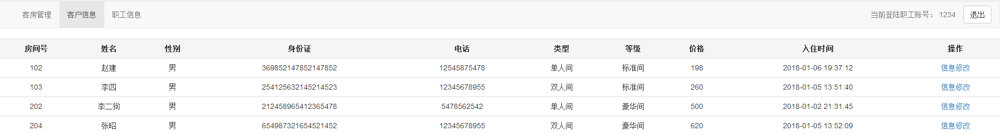 客房管理 客户信息 职工信息 当前登陆职工账号： 1234 退出
房间号 姓名 性别 身份证 电话 类型 等级 价格 入住时间 操作
102 赵建 男 369852147852147852 12545875478 单人间 标准间 198 2018-01-06 19:37:12 信息修改
103 李四 男 254125632145214523 12345678955 双人间 标准间 260 2018-01-05 13:51:40 信息修改
202 李二狗 男 212458965412365478 5478562542 单人间 豪华间 500 2018-01-02 21:31:45 信息修改
204 张昭 男 654987321654521452 12345678955 双人间 豪华间 620 2018-01-05 13:52:09 信息修改